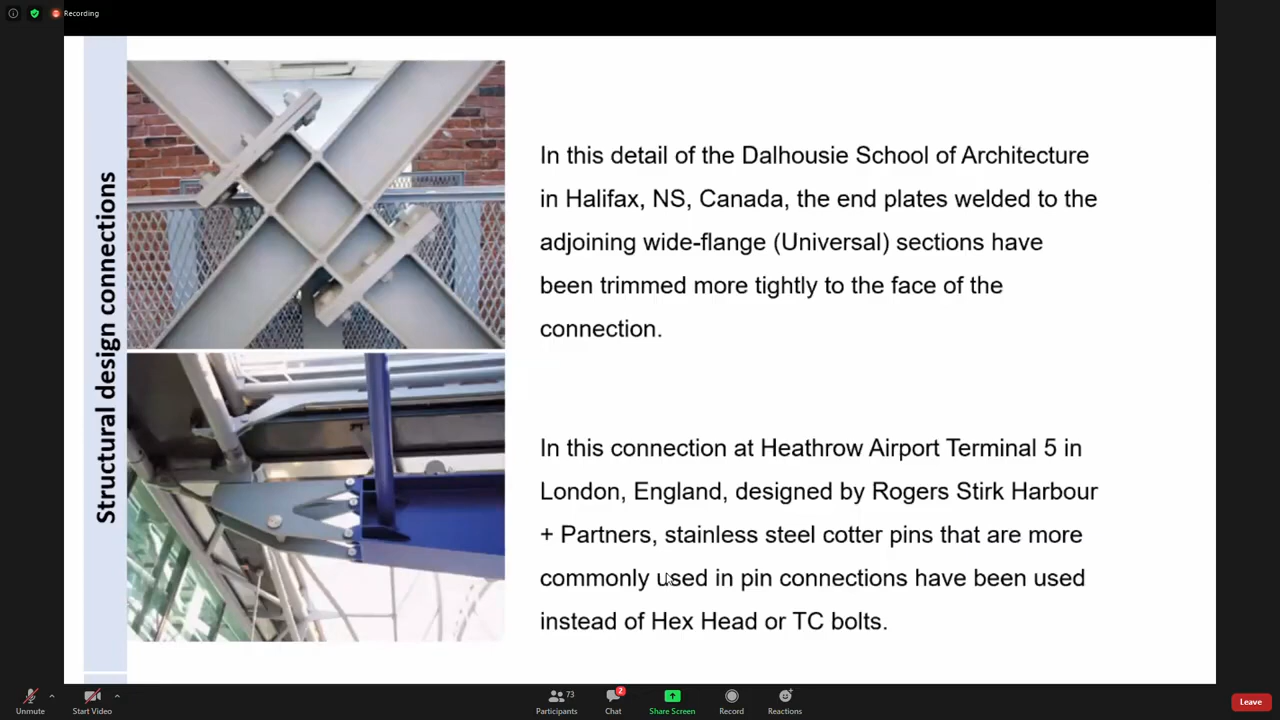 Recording
Structural design connections
In this detail of the Dalhousie School of Architecture
in Halifax, NS, Canada, the end plates welded to the
adjoining wide-flange (Universal) sections have
been trimmed more tightly to the face of the
connection.
In this connection at Heathrow Airport Terminal 5 in
London, England, designed by Rogers Stirk Harbour
+ Partners, stainless steel cotter pins that are more
commonly used in pin connections have been used
instead of Hex Head or TC bolts.
Unmute
Start Video
73
Participants
2
Chat
Share Screen
Record
Reactions
Leave